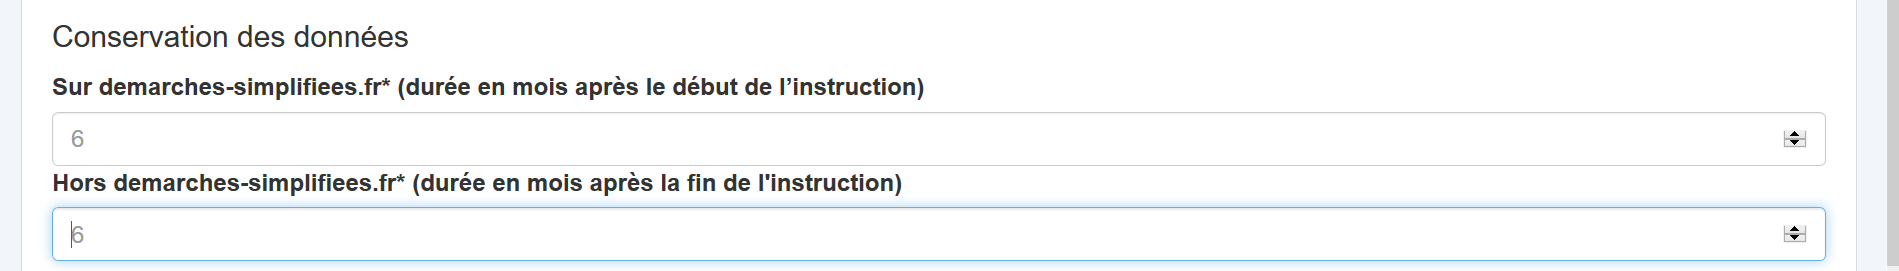 Conservation des données
Sur demarches-simplifiees.fr* (durée en mois après le début de l’instruction)
6
Hors demarches-simplifiees.fr* (durée en mois après la fin de l'instruction)
6